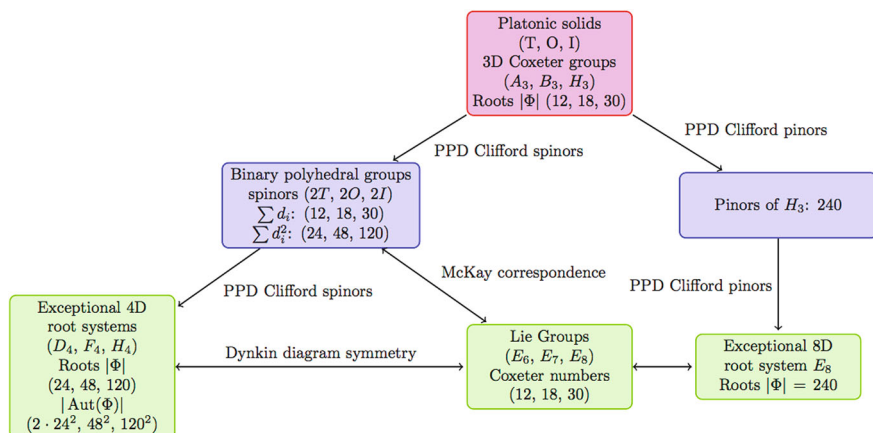 Platonic solids
(T, O, I)
3D Coxeter groups
(A₃, B₃, H₃)
Roots |Φ| (12, 18, 30)
PPD Clifford spinors
PPD Clifford pinors
Binary polyhedral groups
spinors (2T, 2O, 2I)
∑ dᵢ: (12, 18, 30)
∑ dᵢ²: (24, 48, 120)
Pinors of H₃: 240
PPD Clifford spinors
McKay correspondence
PPD Clifford pinors
Exceptional 4D
root systems
(D₄, F₄, H₄)
Roots |Φ|
(24, 48, 120)
| Aut(Φ)|
(2 · 24², 48², 120²)
Dynkin diagram symmetry
Lie Groups
(E₆, E₇, E₈)
Coxeter numbers
(12, 18, 30)
Exceptional 8D
root system E₈
Roots |Φ| = 240